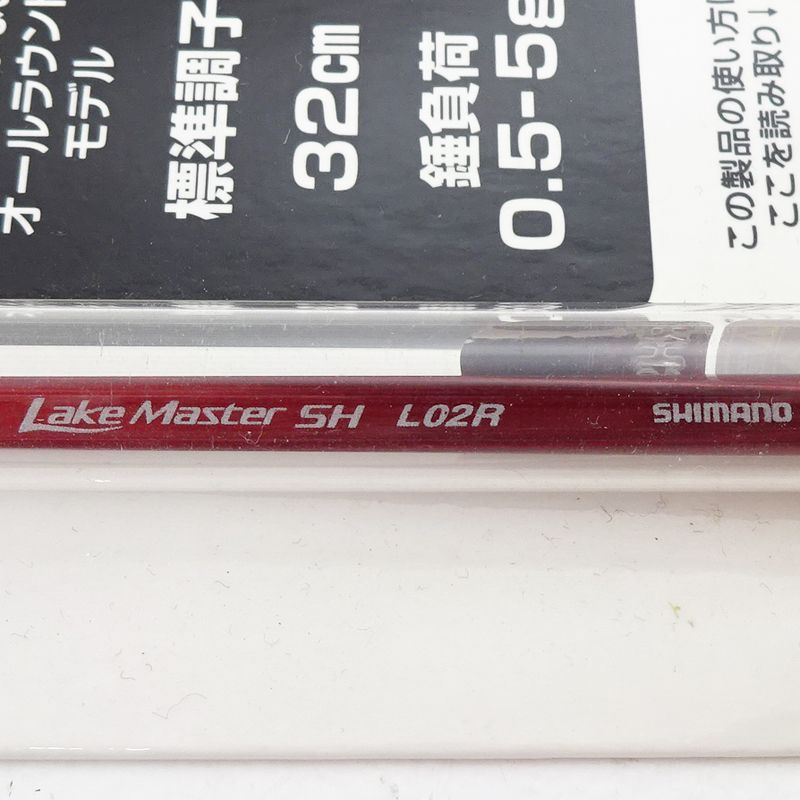 オールラウンド
モデル
標準調子
32cm
錘負荷
0.5-5g
この製品の使い方は
ここを読み取り↓
Lake Master SH L02R SHIMANO